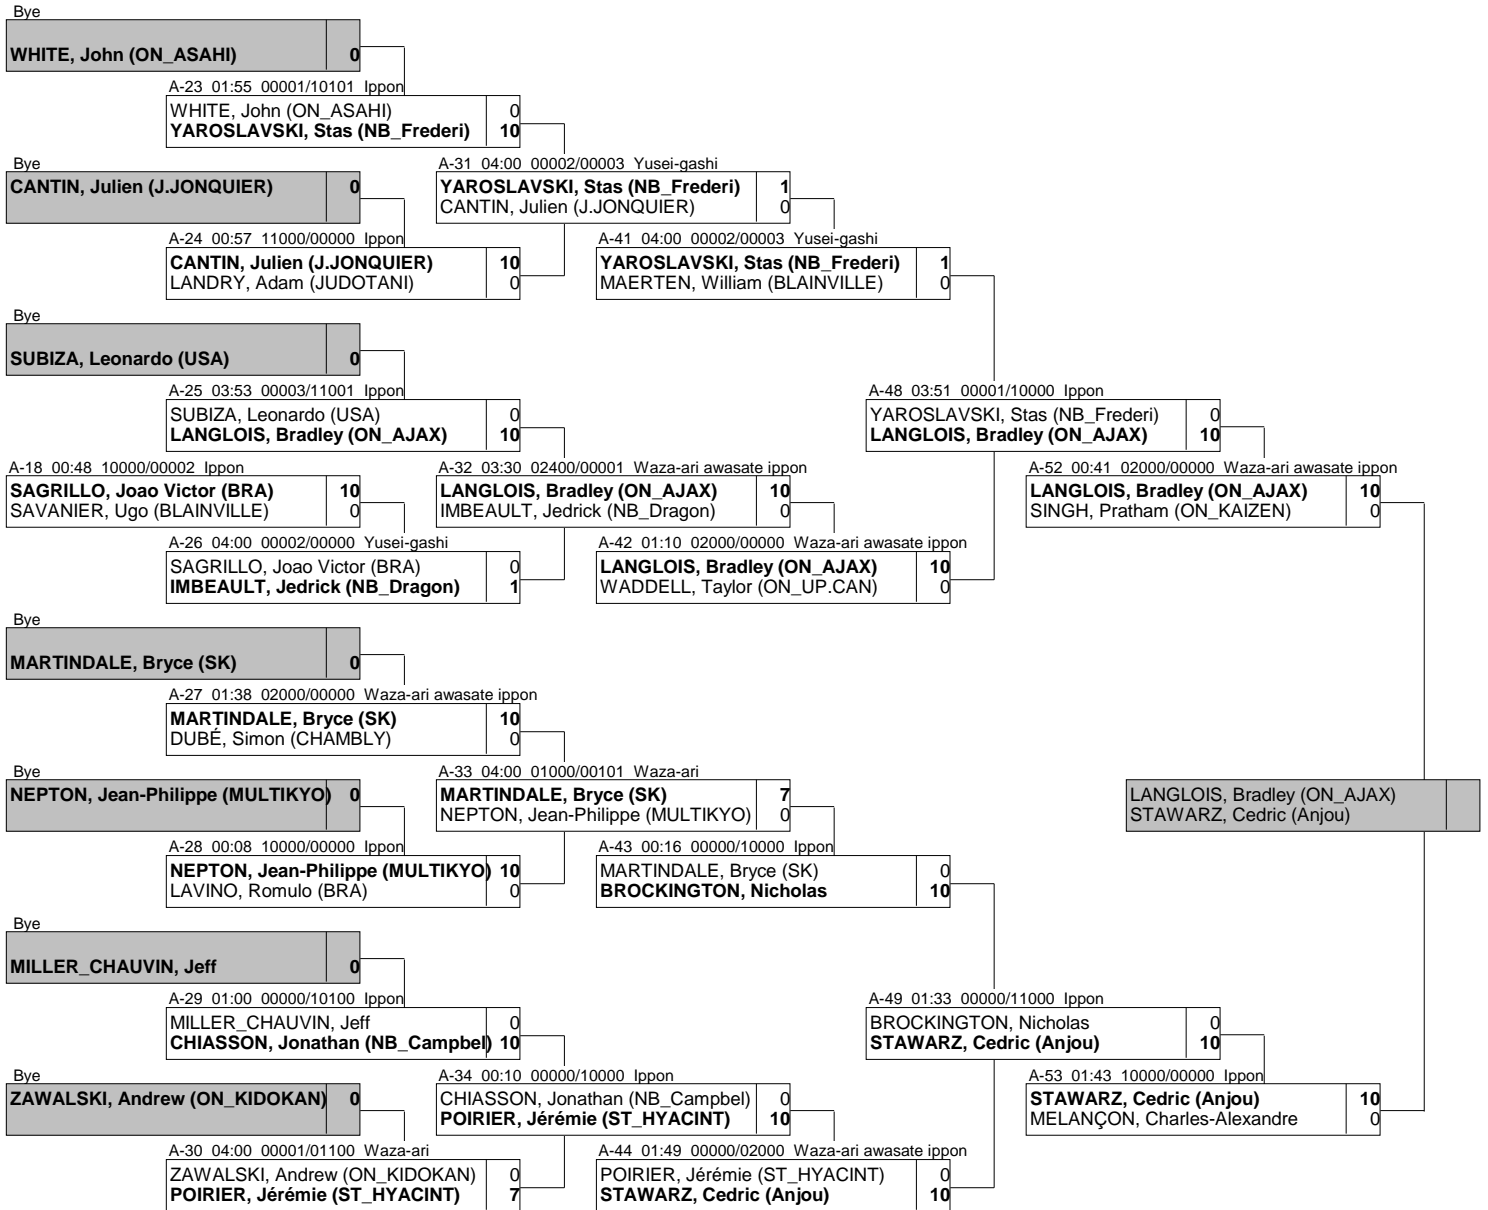 Bye
WHITE, John (ON_ASAHI) 0
A-23 01:55 00001/10101 Ippon
WHITE, John (ON_ASAHI) 0
YAROSLAVSKI, Stas (NB_Frederi) 10
Bye
CANTIN, Julien (J.JONQUIER) 0
A-31 04:00 00002/00003 Yusei-gashi
YAROSLAVSKI, Stas (NB_Frederi) 1
CANTIN, Julien (J.JONQUIER) 0
A-24 00:57 11000/00000 Ippon
CANTIN, Julien (J.JONQUIER) 10
LANDRY, Adam (JUDOTANI) 0
A-41 04:00 00002/00003 Yusei-gashi
YAROSLAVSKI, Stas (NB_Frederi) 1
MAERTEN, William (BLAINVILLE) 0
Bye
SUBIZA, Leonardo (USA) 0
A-25 03:53 00003/11001 Ippon
SUBIZA, Leonardo (USA) 0
LANGLOIS, Bradley (ON_AJAX) 10
A-48 03:51 00001/10000 Ippon
YAROSLAVSKI, Stas (NB_Frederi) 0
LANGLOIS, Bradley (ON_AJAX) 10
A-18 00:48 10000/00002 Ippon
SAGRILLO, Joao Victor (BRA) 10
SAVANIER, Ugo (BLAINVILLE) 0
A-32 03:30 02400/00001 Waza-ari awasate ippon
LANGLOIS, Bradley (ON_AJAX) 10
IMBEAULT, Jedrick (NB_Dragon) 0
A-52 00:41 02000/00000 Waza-ari awasate ippon
LANGLOIS, Bradley (ON_AJAX) 10
SINGH, Pratham (ON_KAIZEN) 0
A-26 04:00 00002/00000 Yusei-gashi
SAGRILLO, Joao Victor (BRA) 0
IMBEAULT, Jedrick (NB_Dragon) 1
A-42 01:10 02000/00000 Waza-ari awasate ippon
LANGLOIS, Bradley (ON_AJAX) 10
WADDELL, Taylor (ON_UP.CAN) 0
Bye
MARTINDALE, Bryce (SK) 0
A-27 01:38 02000/00000 Waza-ari awasate ippon
MARTINDALE, Bryce (SK) 10
DUBÉ, Simon (CHAMBLY) 0
Bye
NEPTON, Jean-Philippe (MULTIKYO) 0
A-33 04:00 01000/00101 Waza-ari
MARTINDALE, Bryce (SK) 7
NEPTON, Jean-Philippe (MULTIKYO) 0
LANGLOIS, Bradley (ON_AJAX)
STAWARZ, Cedric (Anjou)
A-28 00:08 10000/00000 Ippon
NEPTON, Jean-Philippe (MULTIKYO) 10
LAVINO, Romulo (BRA) 0
A-43 00:16 00000/10000 Ippon
MARTINDALE, Bryce (SK) 0
BROCKINGTON, Nicholas 10
Bye
MILLER_CHAUVIN, Jeff 0
A-29 01:00 00000/10100 Ippon
MILLER_CHAUVIN, Jeff 0
CHIASSON, Jonathan (NB_Campbel) 10
A-49 01:33 00000/11000 Ippon
BROCKINGTON, Nicholas 0
STAWARZ, Cedric (Anjou) 10
Bye
ZAWALSKI, Andrew (ON_KIDOKAN) 0
A-34 00:10 00000/10000 Ippon
CHIASSON, Jonathan (NB_Campbel) 0
POIRIER, Jérémie (ST_HYACINT) 10
A-53 01:43 10000/00000 Ippon
STAWARZ, Cedric (Anjou) 10
MELANÇON, Charles-Alexandre 0
A-30 04:00 00001/01100 Waza-ari
ZAWALSKI, Andrew (ON_KIDOKAN) 0
POIRIER, Jérémie (ST_HYACINT) 7
A-44 01:49 00000/02000 Waza-ari awasate ippon
POIRIER, Jérémie (ST_HYACINT) 0
STAWARZ, Cedric (Anjou) 10